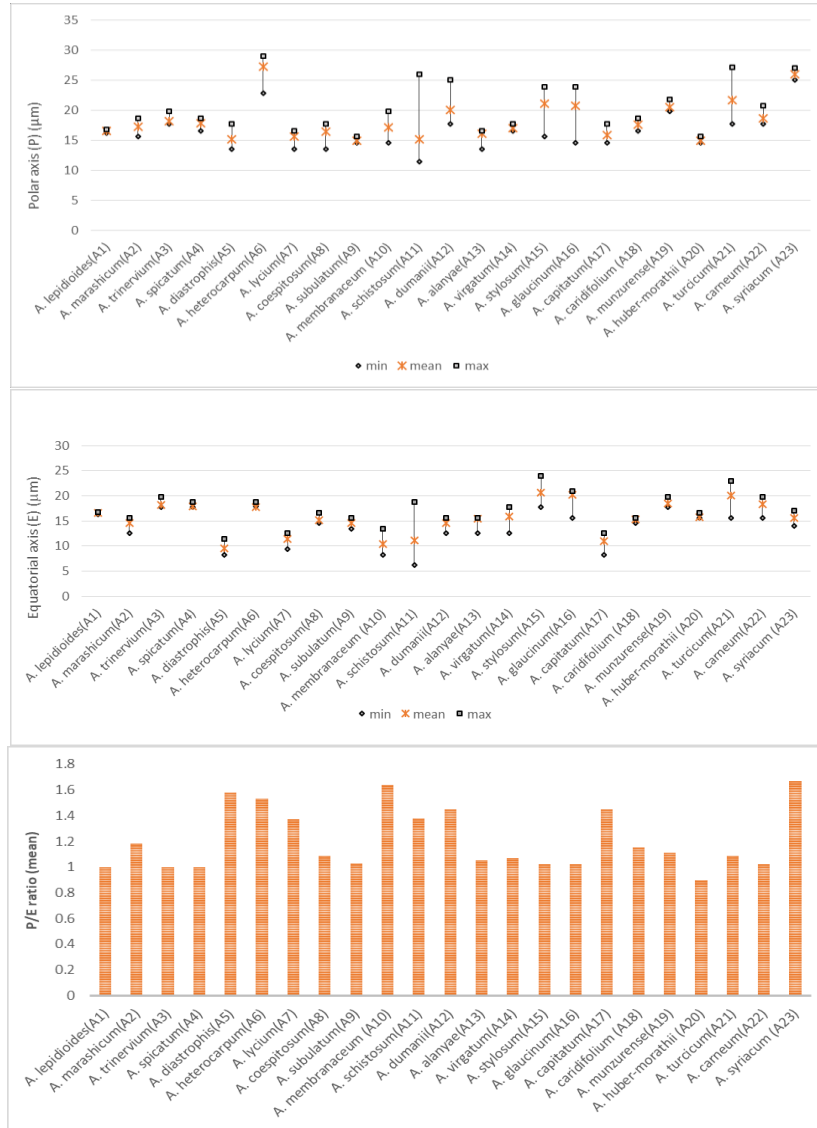 35
30
25
20
15
10
5
0
Polar axis (P) (μm)
A. lepidioides(A1)
A. marashicum(A2)
A. trinervium(A3)
A. spicatum(A4)
A. diastrophis(A5)
A. heterocarpum(A6)
A. lycium(A7)
A. coespitosum(A8)
A. subulatum(A9)
A. membranaceum (A10)
A. schistosum(A11)
A. dumanii(A12)
A. alanyae(A13)
A. virgatum(A14)
A. stylosum(A15)
A. glaucinum(A16)
A. capitatum(A17)
A. caridifolium (A18)
A. munzurense(A19)
A. huber-morathii (A20)
A. turcicum(A21)
A. carneum(A22)
A. syriacum (A23)
min mean max
30
25
20
15
10
5
0
Equatorial axis (E) (μm)
A. lepidioides(A1)
A. marashicum(A2)
A. trinervium(A3)
A. spicatum(A4)
A. diastrophis(A5)
A. heterocarpum(A6)
A. lycium(A7)
A. coespitosum(A8)
A. subulatum(A9)
A. membranaceum (A10)
A. schistosum(A11)
A. dumanii(A12)
A. alanyae(A13)
A. virgatum(A14)
A. stylosum(A15)
A. glaucinum(A16)
A. capitatum(A17)
A. caridifolium (A18)
A. munzurense(A19)
A. huber-morathii (A20)
A. turcicum(A21)
A. carneum(A22)
A. syriacum (A23)
min mean max
1.8
1.6
1.4
1.2
1
0.8
0.6
0.4
0.2
0
P/E ratio (mean)
A. lepidioides(A1)
A. marashicum(A2)
A. trinervium(A3)
A. spicatum(A4)
A. diastrophis(A5)
A. heterocarpum(A6)
A. lycium(A7)
A. coespitosum(A8)
A. subulatum(A9)
A. membranaceum (A10)
A. schistosum(A11)
A. dumanii(A12)
A. alanyae(A13)
A. virgatum(A14)
A. stylosum(A15)
A. glaucinum(A16)
A. capitatum(A17)
A. caridifolium (A18)
A. munzurense(A19)
A. huber-morathii (A20)
A. turcicum(A21)
A. carneum(A22)
A. syriacum (A23)